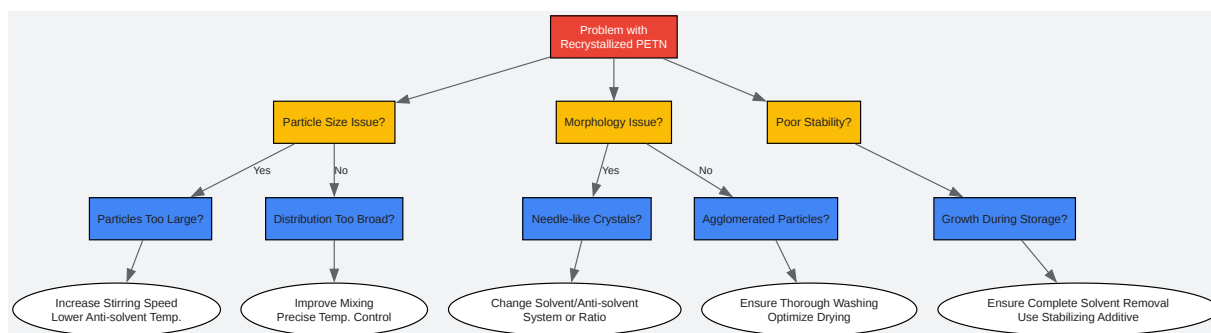 Problem with
Recrystallized PETN
Particle Size Issue?
Morphology Issue?
Poor Stability?
Yes
No
Yes
No
Particles Too Large?
Distribution Too Broad?
Needle-like Crystals?
Agglomerated Particles?
Growth During Storage?
Increase Stirring Speed
Lower Anti-solvent Temp.
Improve Mixing
Precise Temp. Control
Change Solvent/Anti-solvent
System or Ratio
Ensure Thorough Washing
Optimize Drying
Ensure Complete Solvent Removal
Use Stabilizing Additive